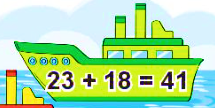 23 + 18 = 41